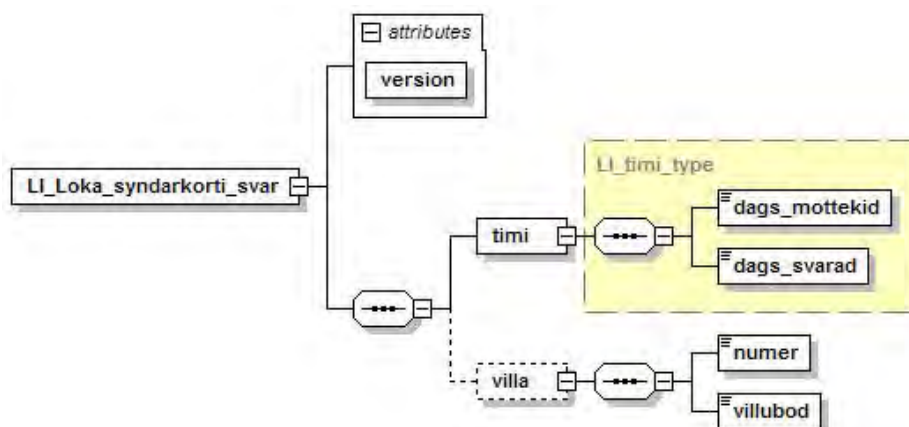 attributes
version
LI_Loka_syndarkorti_svar
LI_timi_type
timi
dags_mottekid
dags_svarad
villa
numer
villubod